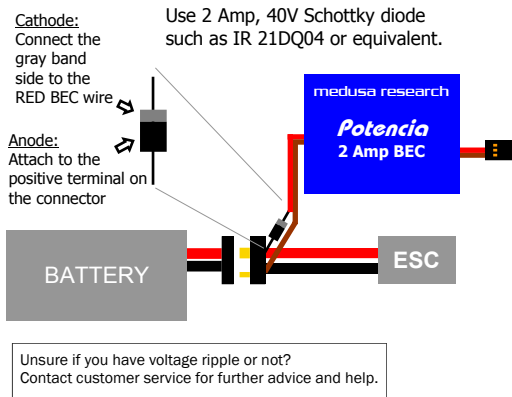 Cathode:
Connect the
gray band
side to the
RED BEC wire
Anode:
Attach to the
positive terminal on
the connector
Use 2 Amp, 40V Schottky diode
such as IR 21DQ04 or equivalent.
medusa research
Potencia
2 Amp BEC
BATTERY
ESC
Unsure if you have voltage ripple or not?
Contact customer service for further advice and help.